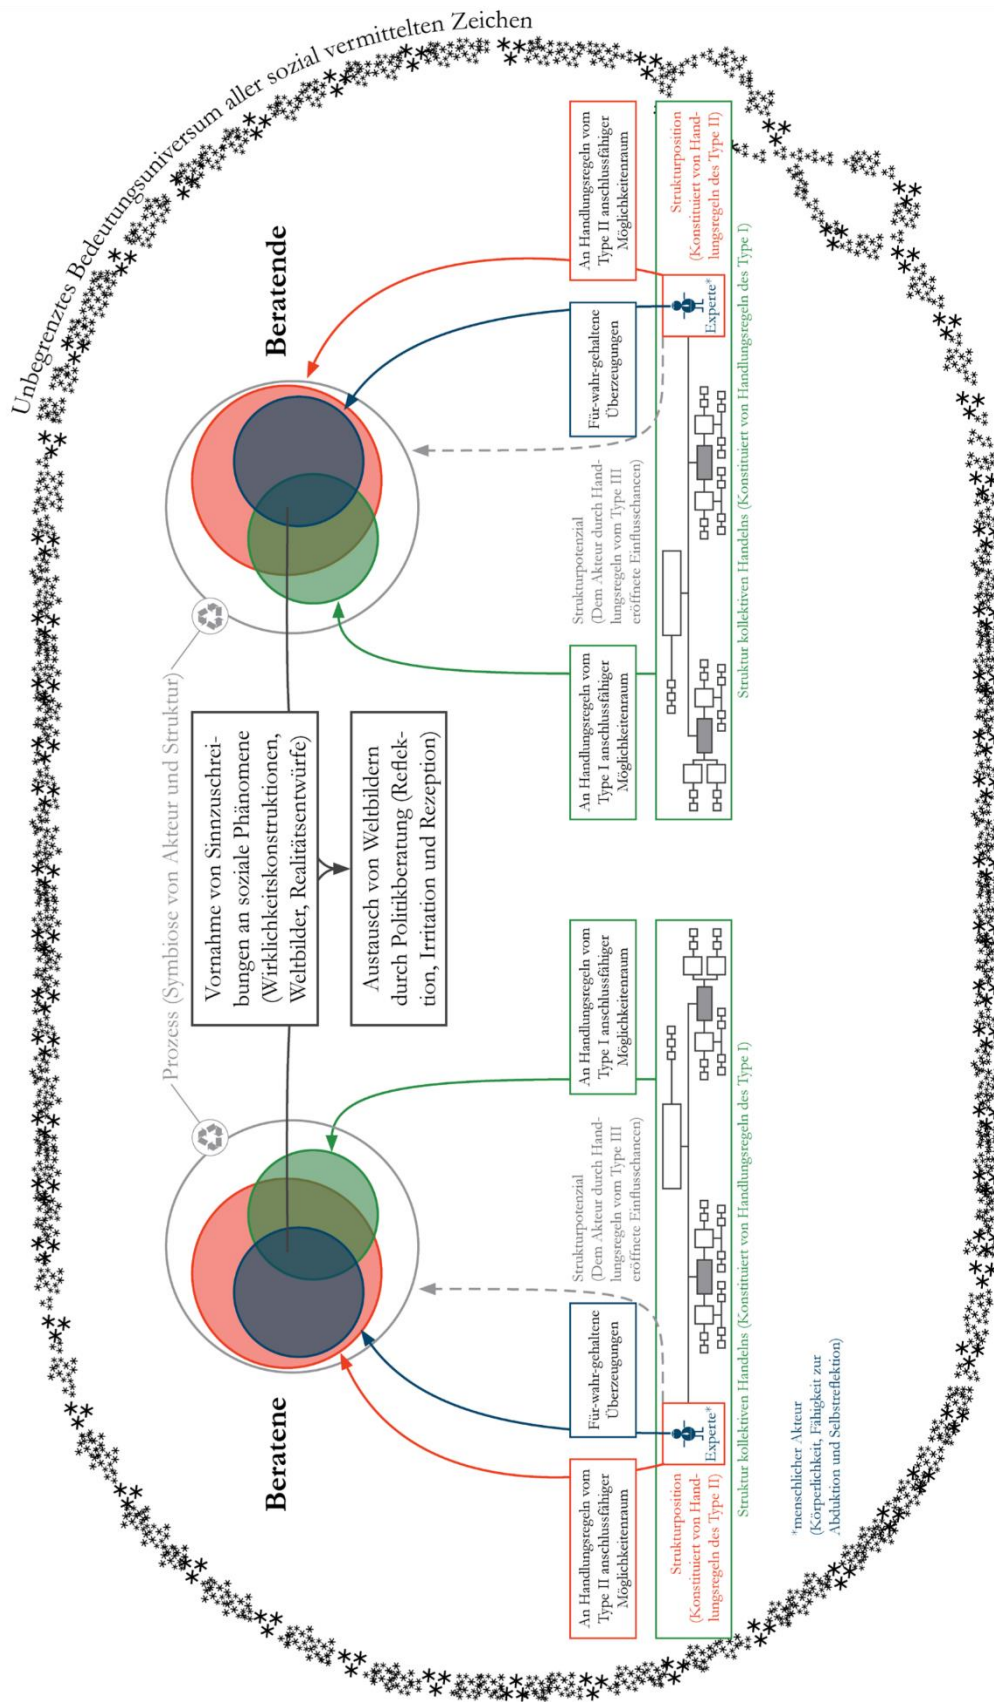 Unbegrenztes Bedeutungsuniversum aller sozial vermittelten Zeichen
Prozess (Symbiose von Akteur und Struktur)
Beratene
Beratende
Vornahme von Sinnzuschrei-
bungen an soziale Phänomene
(Wirklichkeitskonstruktionen,
Weltbilder, Realitätsentwürfe)
Austausch von Weltbildern
durch Politikberatung (Reflek-
tion, Irritation und Rezeption)
An Handlungsregeln vom
Type II anschlussfähiger
Möglichkeitenraum
Für-wahr-gehaltene
Überzeugungen
Strukturpotenzial
(Dem Akteur durch Hand-
lungsregeln vom Type III
eröffnete Einflusschancen)
An Handlungsregeln vom
Type I anschlussfähiger
Möglichkeitenraum
An Handlungsregeln vom
Type I anschlussfähiger
Möglichkeitenraum
Strukturpotenzial
(Dem Akteur durch Hand-
lungsregeln vom Type III
eröffnete Einflusschancen)
Für-wahr-gehaltene
Überzeugungen
An Handlungsregeln vom
Type II anschlussfähiger
Möglichkeitenraum
Strukturposition
(Konstituiert von Hand-
lungsregeln des Type II)
Experte*
Experte*
Strukturposition
(Konstituiert von Hand-
lungsregeln des Type II)
Struktur kollektiven Handelns (Konstituiert von Handlungsregeln des Type I)
Struktur kollektiven Handelns (Konstituiert von Handlungsregeln des Type I)
*menschlicher Akteur
(Körperlichkeit, Fähigkeit zur
Abduktion und Selbstreflektion)